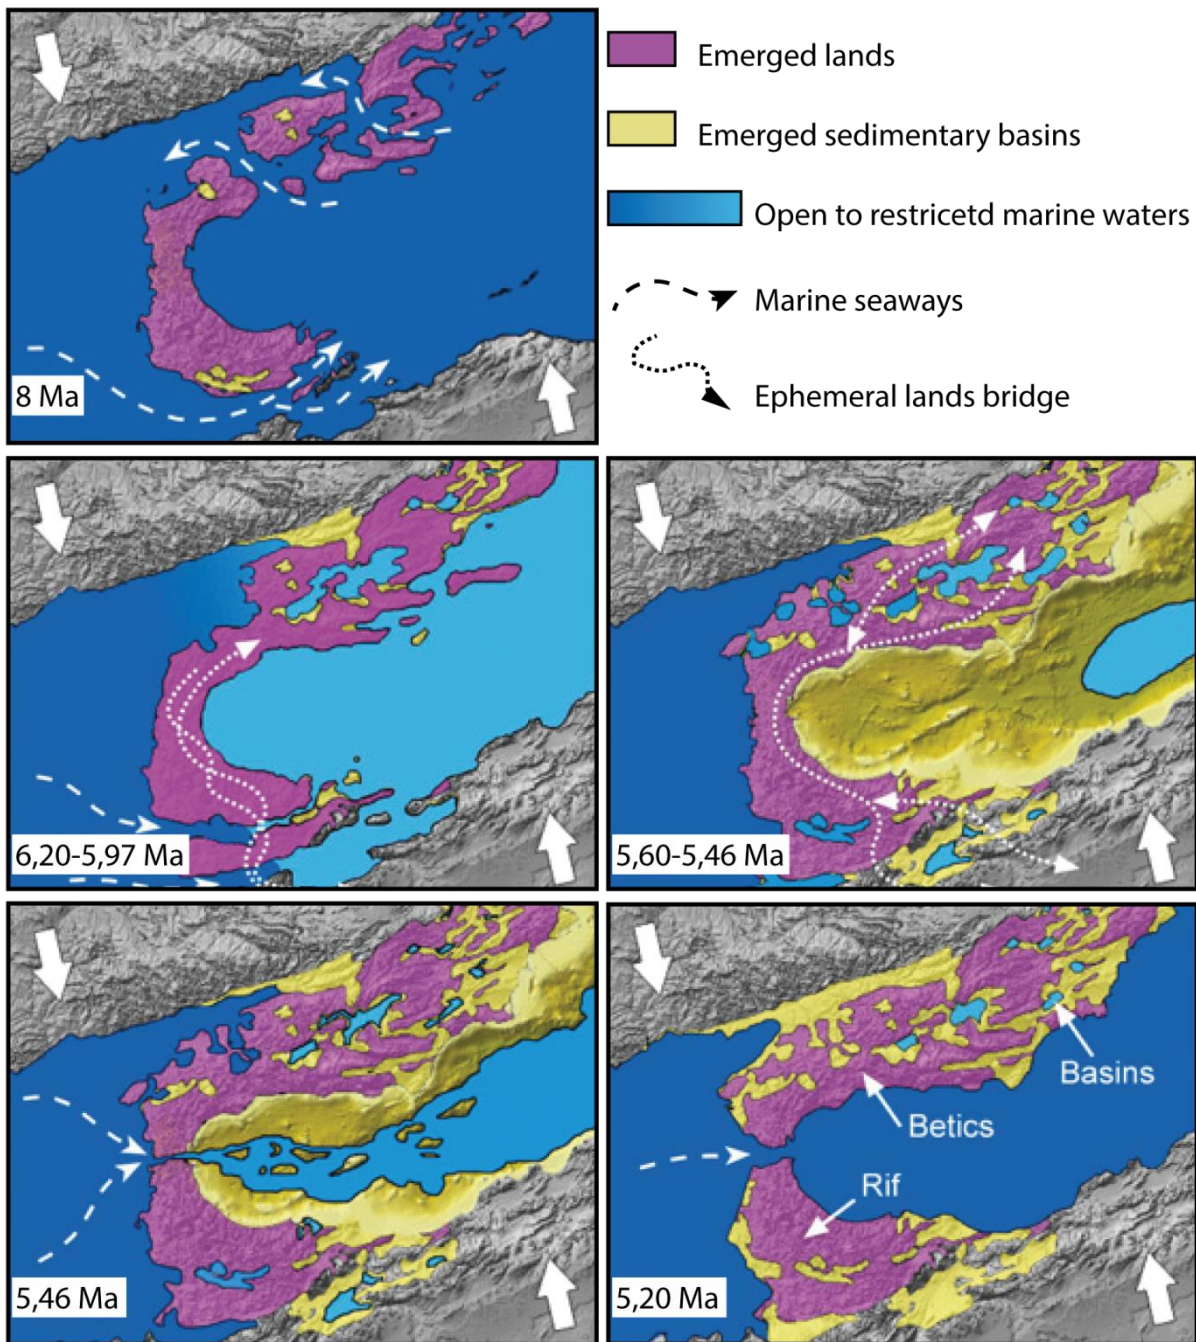 Emerged lands
Emerged sedimentary basins
Open to restricetd marine waters
Marine seaways
Ephemeral lands bridge
8 Ma
6,20-5,97 Ma
5,60-5,46 Ma
5,46 Ma
Basins
Betics
Rif
5,20 Ma